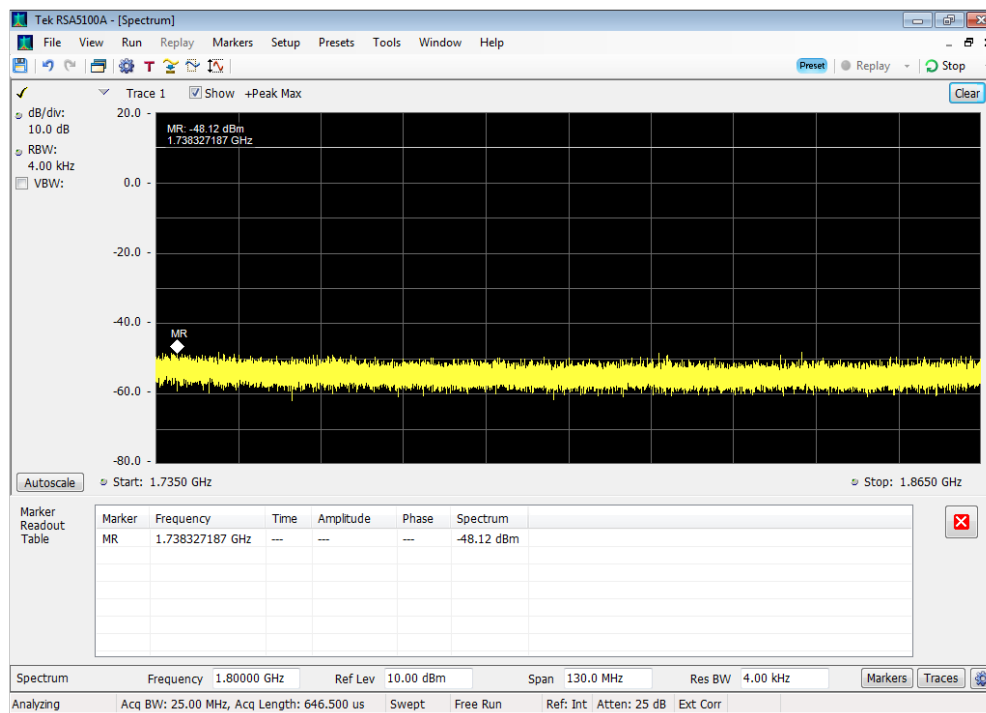 Tek RSA5100A - [Spectrum]
File View Run Replay Markers Setup Presets Tools Window Help
T Preset Replay Stop
Trace 1 Show +Peak Max Clear
dB/div:
10.0 dB
RBW:
4.00 kHz
VBW:
20.0 -
0.0 -
-20.0 -
-40.0 -
-60.0 -
-80.0 -
MR: -48.12 dBm
1.738327187 GHz
MR
Autoscale Start: 1.7350 GHz Stop: 1.8650 GHz
Marker
Readout
Table
Marker Frequency Time Amplitude Phase Spectrum
MR 1.738327187 GHz --- --- --- -48.12 dBm
Spectrum Frequency 1.80000 GHz Ref Lev 10.00 dBm Span 130.0 MHz Res BW 4.00 kHz Markers Traces
Analyzing Acq BW: 25.00 MHz, Acq Length: 646.500 us Swept Free Run Ref: Int Atten: 25 dB Ext Corr